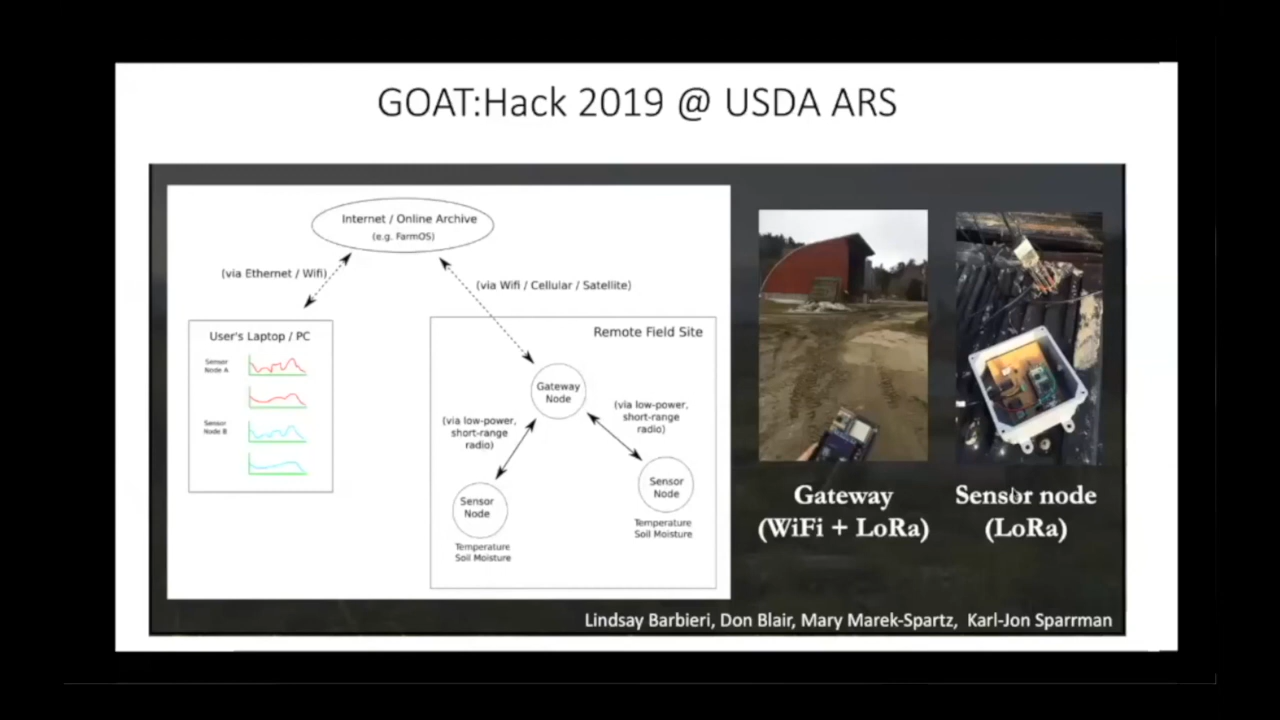 GOAT:Hack 2019 @ USDA ARS
Internet / Online Archive
(e.g. FarmOS)
(via Ethernet / Wifi)
(via Wifi / Cellular / Satellite)
User's Laptop / PC
Sensor
Node A
Sensor
Node B
Remote Field Site
Gateway
Node
(via low-power,
short-range
radio)
(via low-power,
short-range
radio)
Sensor
Node
Temperature
Soil Moisture
Sensor
Node
Temperature
Soil Moisture
Gateway
(WiFi + LoRa)
Sensor node
(LoRa)
Lindsay Barbieri, Don Blair, Mary Marek-Spartz, Karl-Jon Sparrman